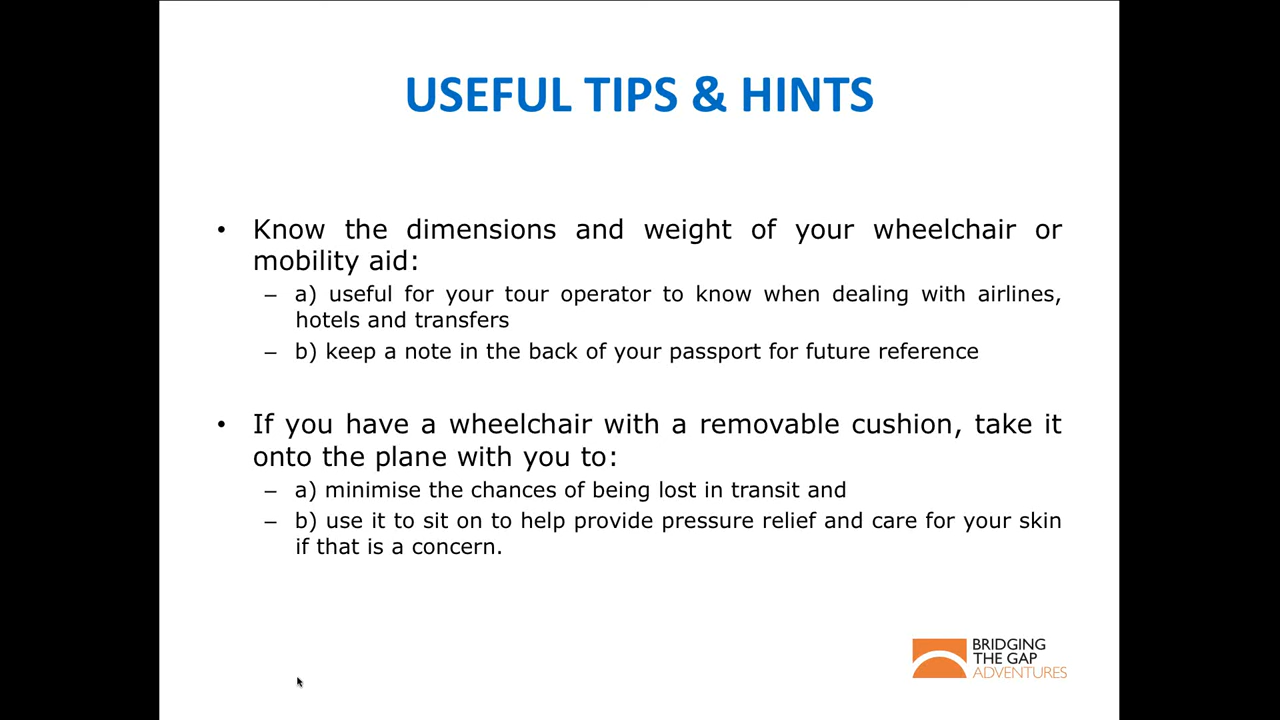 USEFUL TIPS & HINTS
• Know the dimensions and weight of your wheelchair or
mobility aid:
– a) useful for your tour operator to know when dealing with airlines,
hotels and transfers
– b) keep a note in the back of your passport for future reference
• If you have a wheelchair with a removable cushion, take it
onto the plane with you to:
– a) minimise the chances of being lost in transit and
– b) use it to sit on to help provide pressure relief and care for your skin
if that is a concern.
BRIDGING
THE GAP
ADVENTURES